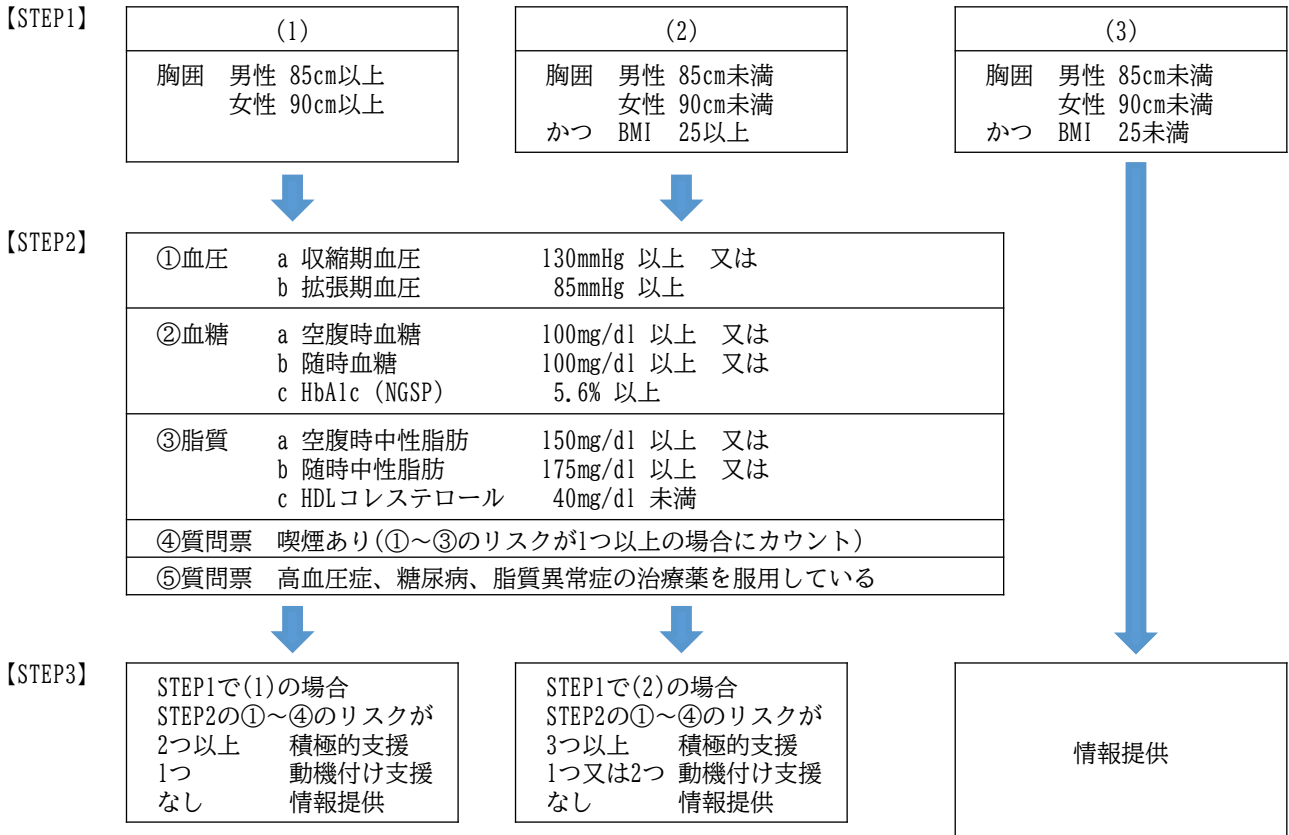 【STEP1】
(1)
胸囲 男性 85cm以上
女性 90cm以上
(2)
胸囲 男性 85cm未満
女性 90cm未満
かつ BMI 25以上
(3)
胸囲 男性 85cm未満
女性 90cm未満
かつ BMI 25未満
【STEP2】
①血圧 a 収縮期血圧 130mmHg 以上 又は
b 拡張期血圧 85mmHg 以上
②血糖 a 空腹時血糖 100mg/dl 以上 又は
b 随時血糖 100mg/dl 以上 又は
c HbA1c (NGSP) 5.6% 以上
③脂質 a 空腹時中性脂肪 150mg/dl 以上 又は
b 随時中性脂肪 175mg/dl 以上 又は
c HDLコレステロール 40mg/dl 未満
④質問票 喫煙あり(①～③のリスクが1つ以上の場合にカウント)
⑤質問票 高血圧症、糖尿病、脂質異常症の治療薬を服用している
【STEP3】
STEP1で(1)の場合
STEP2の①～④のリスクが
2つ以上 積極的支援
1つ 動機付け支援
なし 情報提供
STEP1で(2)の場合
STEP2の①～④のリスクが
3つ以上 積極的支援
1つ又は2つ 動機付け支援
なし 情報提供
情報提供